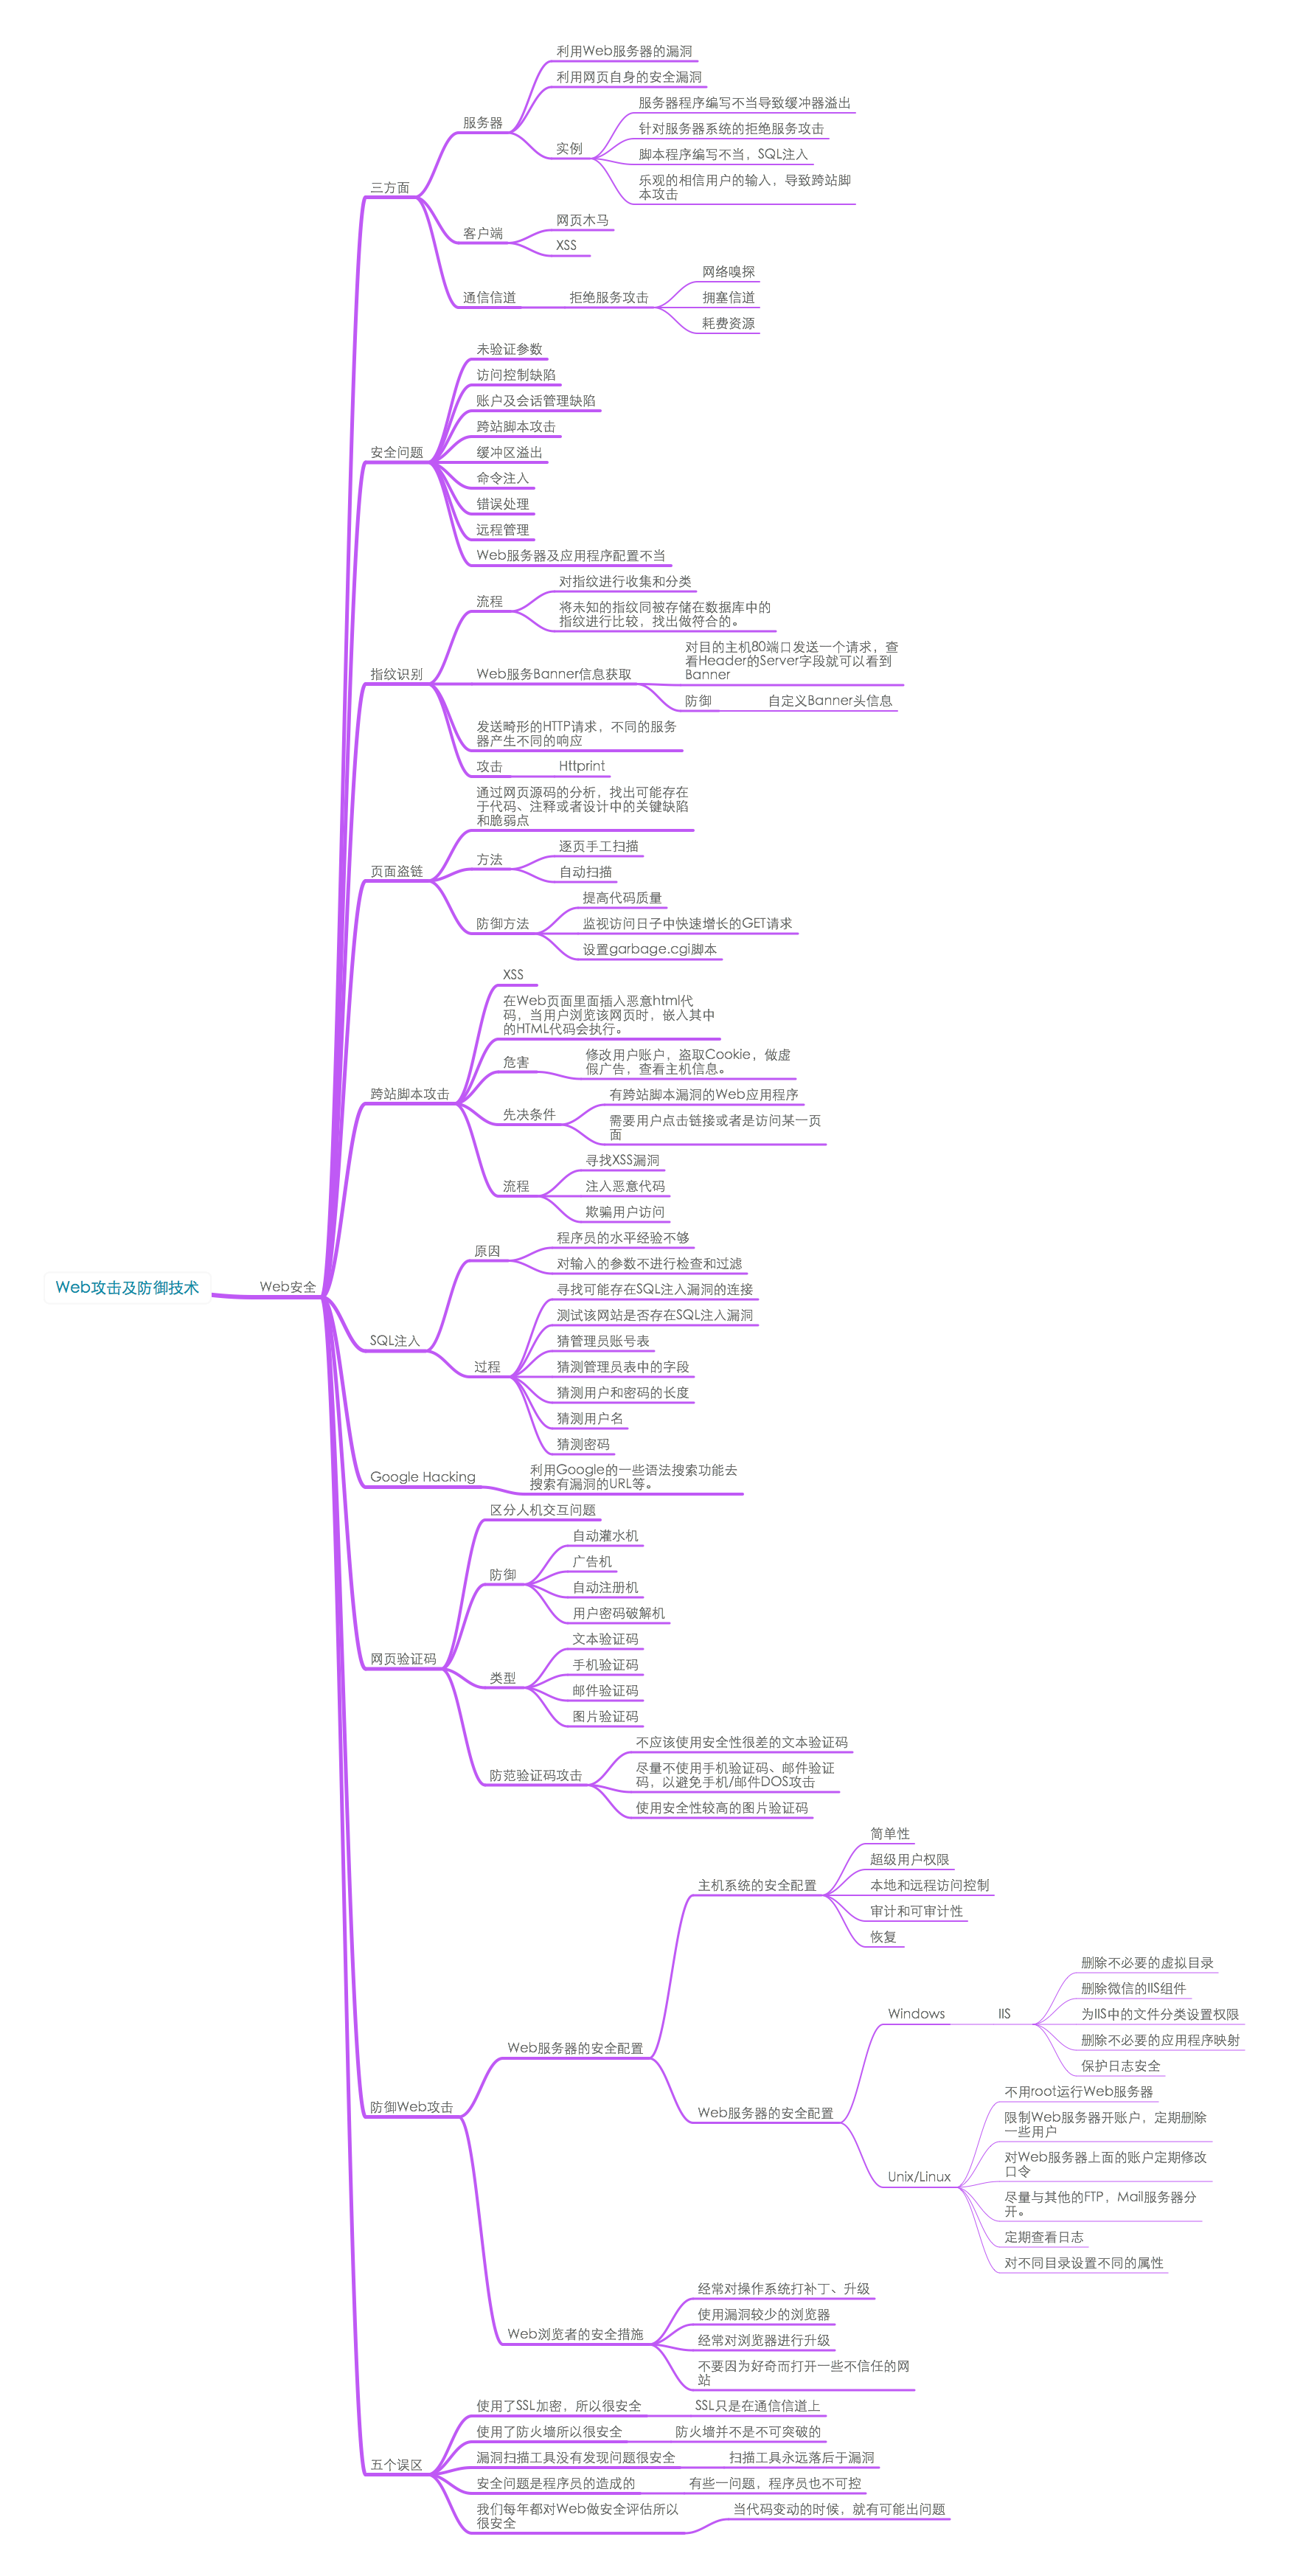 利用Web服务器的漏洞
利用网页自身的安全漏洞
服务器程序编写不当导致缓冲器溢出
服务器
针对服务器系统的拒绝服务攻击
实例
脚本程序编写不当，SQL注入
乐观的相信用户的输入，导致跨站脚
本攻击
三方面
网页木马
客户端
XSS
网络嗅探
通信信道
拒绝服务攻击
拥塞信道
耗费资源
未验证参数
访问控制缺陷
账户及会话管理缺陷
跨站脚本攻击
安全问题
缓冲区溢出
命令注入
错误处理
远程管理
Web服务器及应用程序配置不当
对指纹进行收集和分类
流程
将未知的指纹同被存储在数据库中的
指纹进行比较，找出做符合的。
对目的主机80端口发送一个请求，查
看Header的Server字段就可以看到
Banner
指纹识别
Web服务Banner信息获取
防御
自定义Banner头信息
发送畸形的HTTP请求，不同的服务
器产生不同的响应
攻击
Httprint
通过网页源码的分析，找出可能存在
于代码、注释或者设计中的关键缺陷
和脆弱点
逐页手工扫描
方法
页面盗链
自动扫描
提高代码质量
防御方法
监视访问日子中快速增长的GET请求
设置garbage.cgi脚本
XSS
在Web页面里面插入恶意html代
码，当用户浏览该网页时，嵌入其中
的HTML代码会执行。
危害
修改用户账户，盗取Cookie，做虚
假广告，查看主机信息。
跨站脚本攻击
有跨站脚本漏洞的Web应用程序
先决条件
需要用户点击链接或者是访问某一页
面
寻找XSS漏洞
流程
注入恶意代码
欺骗用户访问
程序员的水平经验不够
原因
对输入的参数不进行检查和过滤
Web攻击及防御技术
Web安全
寻找可能存在SQL注入漏洞的连接
测试该网站是否存在SQL注入漏洞
SQL注入
猜管理员账号表
过程
猜测管理员表中的字段
猜测用户和密码的长度
猜测用户名
猜测密码
Google Hacking
利用Google的一些语法搜索功能去
搜索有漏洞的URL等。
区分人机交互问题
自动灌水机
广告机
防御
自动注册机
用户密码破解机
网页验证码
文本验证码
手机验证码
类型
邮件验证码
图片验证码
不应该使用安全性很差的文本验证码
防范验证码攻击
尽量不使用手机验证码、邮件验证
码，以避免手机/邮件DOS攻击
使用安全性较高的图片验证码
简单性
超级用户权限
主机系统的安全配置
本地和远程访问控制
审计和可审计性
恢复
删除不必要的虚拟目录
删除微信的IIS组件
Windows
IIS
为IIS中的文件分类设置权限
删除不必要的应用程序映射
Web服务器的安全配置
保护日志安全
不用root运行Web服务器
防御Web攻击
Web服务器的安全配置
限制Web服务器开账户，定期删除
一些用户
对Web服务器上面的账户定期修改
口令
Unix/Linux
尽量与其他的FTP，Mail服务器分
开。
定期查看日志
对不同目录设置不同的属性
经常对操作系统打补丁、升级
使用漏洞较少的浏览器
Web浏览者的安全措施
经常对浏览器进行升级
不要因为好奇而打开一些不信任的网
站
使用了SSL加密，所以很安全
SSL只是在通信信道上
使用了防火墙所以很安全
防火墙并不是不可突破的
五个误区
漏洞扫描工具没有发现问题很安全
扫描工具永远落后于漏洞
安全问题是程序员的造成的
有些一问题，程序员也不可控
我们每年都对Web做安全评估所以
很安全
当代码变动的时候，就有可能出问题